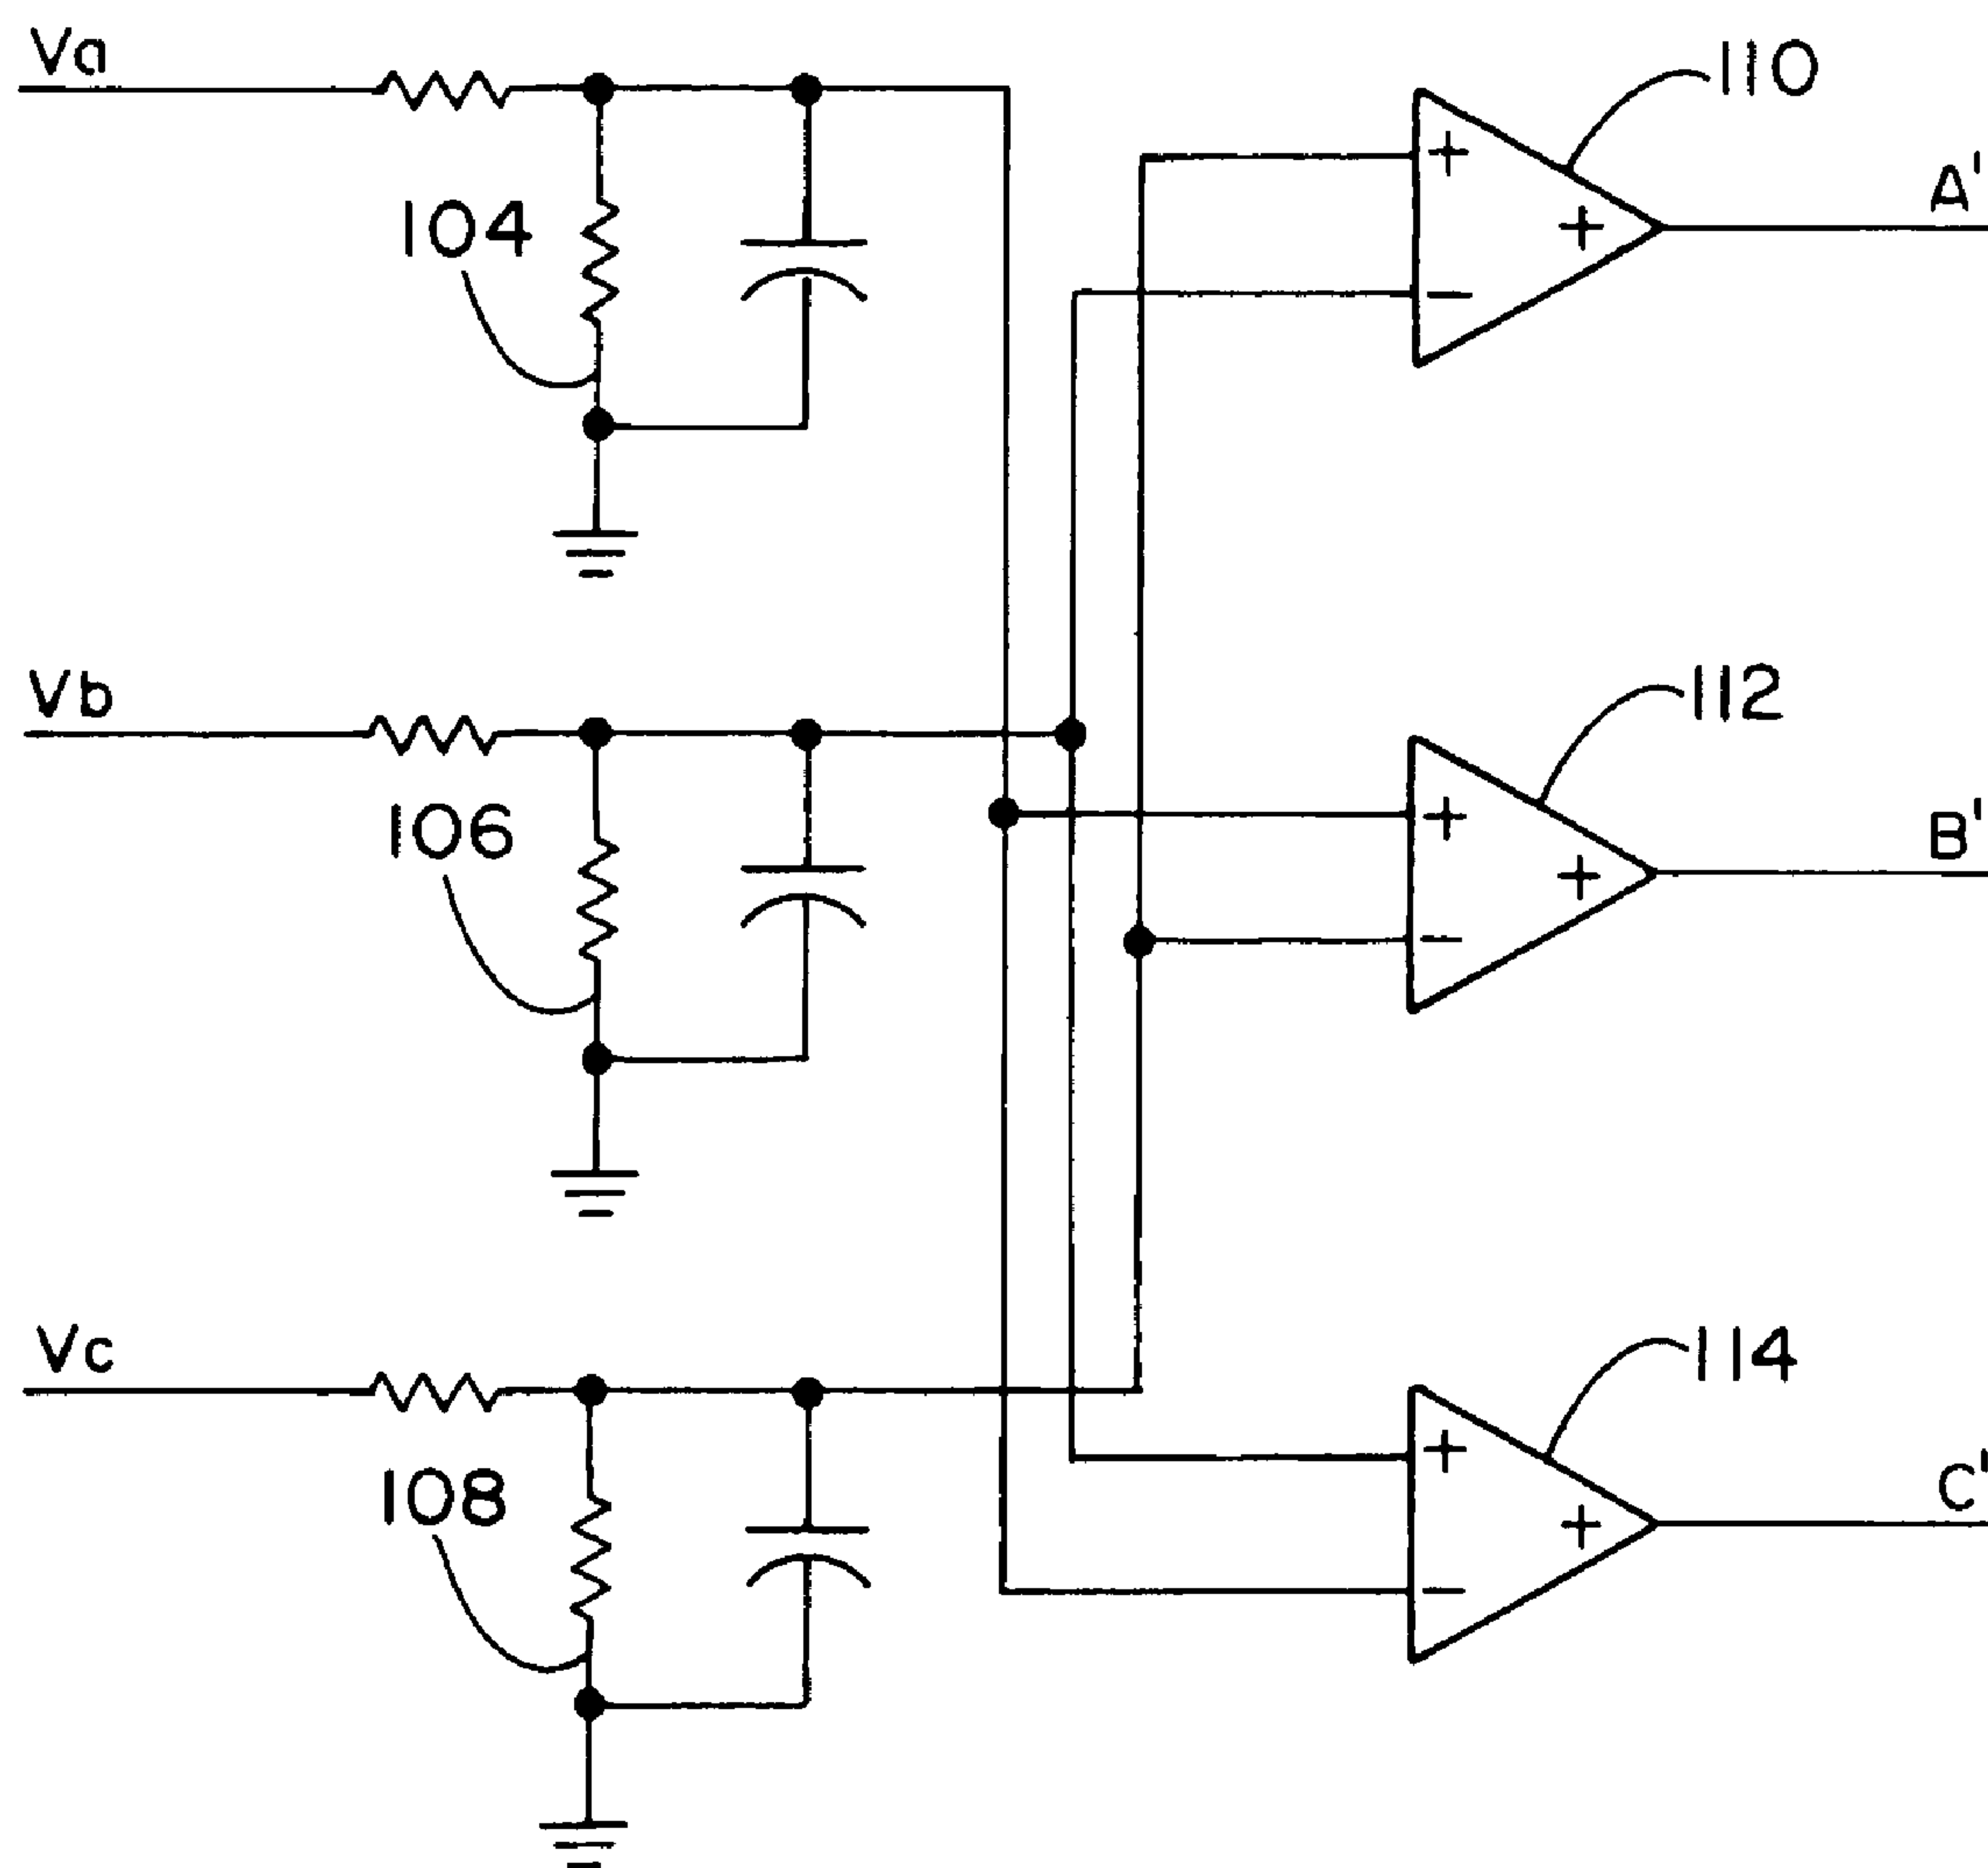 Va
110
+
A'
104
+
−
Vb
112
106
+
B'
+
−
Vc
114
+
C'
108
+
−